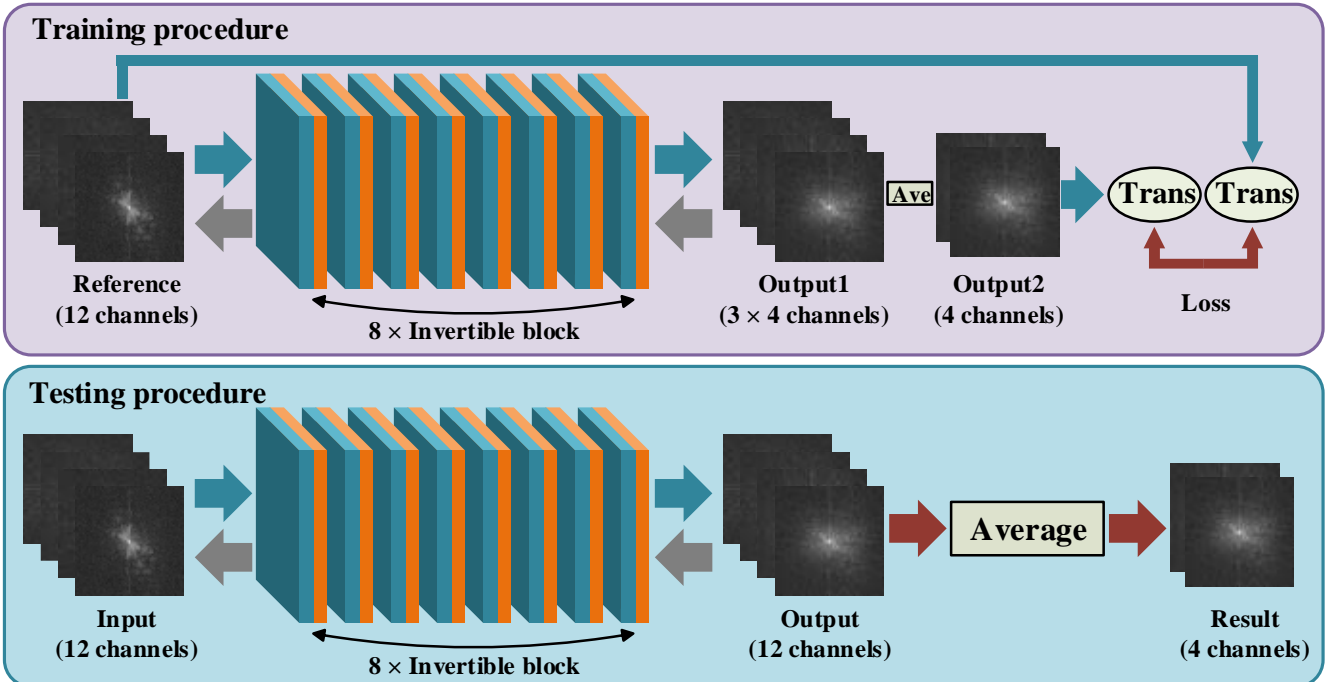 Training procedure
Reference
(12 channels)
8 × Invertible block
Output1
(3 × 4 channels)
Ave
Output2
(4 channels)
Trans
Trans
Loss
Testing procedure
Input
(12 channels)
8 × Invertible block
Output
(12 channels)
Average
Result
(4 channels)